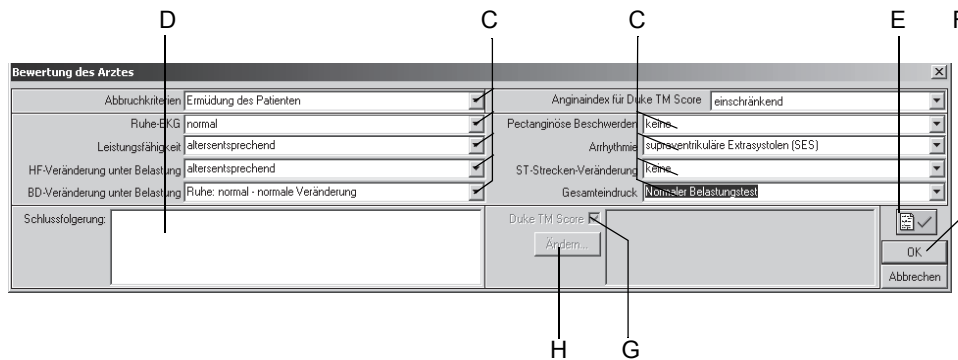 D C C E F
Bewertung des Arztes
Abbruchkriterien Ermüdung des Patienten Anginaindex für Duke TM Score einschränkend
Ruhe-EKG normal Pectanginöse Beschwerden keine
Leistungsfähigkeit altersentsprechend Arrhythmie supraventrikuläre Extrasystolen (SES)
HF-Veränderung unter Belastung altersentsprechend ST-Strecken-Veränderung keine
BD-Veränderung unter Belastung Ruhe: normal - normale Veränderung Gesamteindruck Normaler Belastungstest
Schlussfolgerung: Duke TM Score
Ändern...
OK
Abbrechen
H G